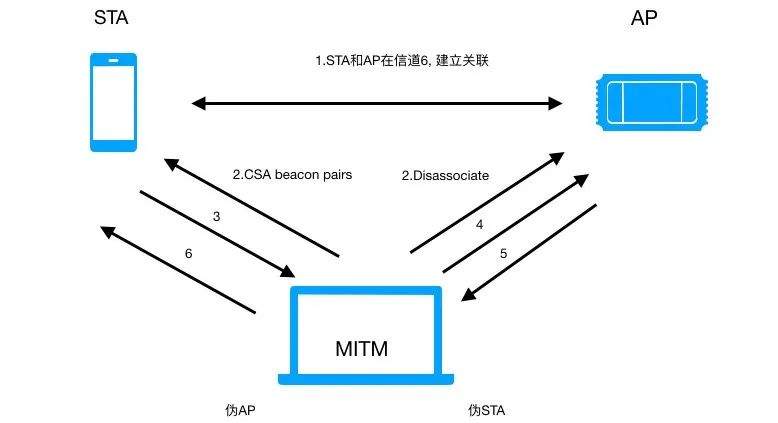 STA
AP
1.STA和AP在信道6, 建立关联
2.CSA beacon pairs
2.Disassociate
3
4
6
5
MITM
伪AP
伪STA